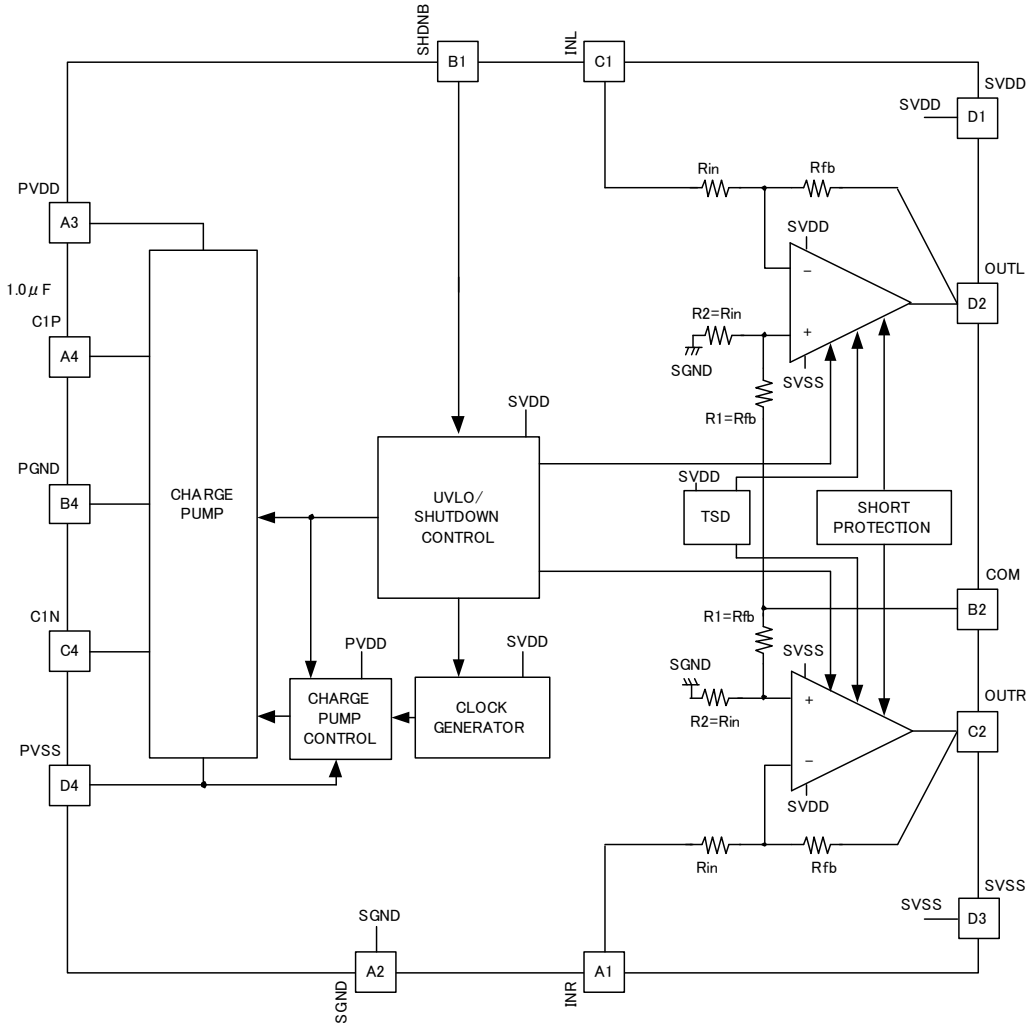 SHDNB
B1
INL
C1
SVDD
SVDD
D1
PVDD
A3
Rin
Rfb
SVDD
−
1.0μF
C1P
A4
R2=Rin
+
SGND
SVSS
OUTL
D2
R1=Rfb
PGND
B4
CHARGE
PUMP
SVDD
UVLO/
SHUTDOWN
CONTROL
SVDD
TSD
SHORT
PROTECTION
C1N
C4
COM
B2
R1=Rfb
SVSS
SGND
R2=Rin
+
−
SVDD
OUTR
C2
PVDD
CHARGE
PUMP
CONTROL
SVDD
CLOCK
GENERATOR
PVSS
D4
Rin
Rfb
SVSS
SVSS
D3
SGND
A2
SGND
INR
A1